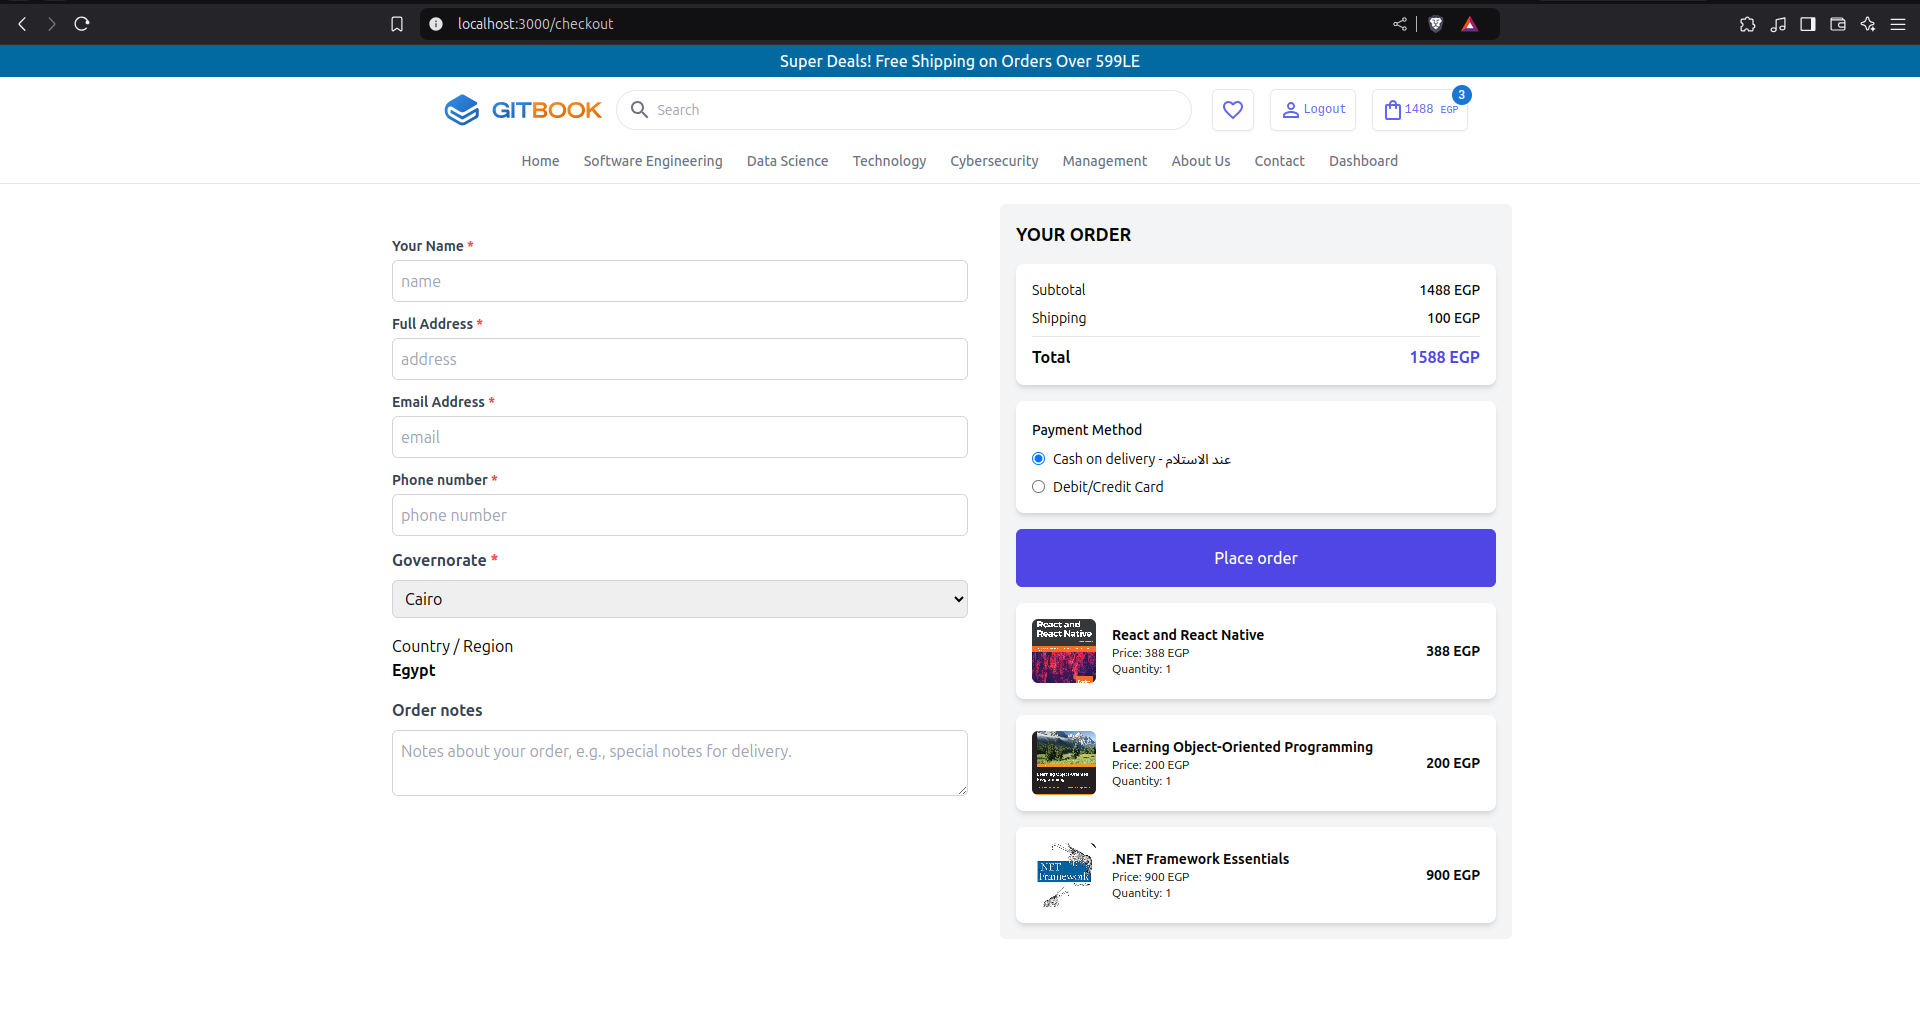 localhost:3000/checkout
Super Deals! Free Shipping on Orders Over 599LE
GITBOOK
Search
Logout
1488 EGP
3
Home Software Engineering Data Science Technology Cybersecurity Management About Us Contact Dashboard
Your Name *
name
Full Address *
address
Email Address *
email
Phone number *
phone number
Governorate *
Cairo
Country / Region
Egypt
Order notes
Notes about your order, e.g., special notes for delivery.
YOUR ORDER
Subtotal 1488 EGP
Shipping 100 EGP
Total 1588 EGP
Payment Method
Cash on delivery - عند الاستلام
Debit/Credit Card
Place order
React and
React Native
React and React Native
Price: 388 EGP
Quantity: 1
388 EGP
Learning Object-Oriented Programming
Price: 200 EGP
Quantity: 1
200 EGP
.NET
Framework
.NET Framework Essentials
Price: 900 EGP
Quantity: 1
900 EGP